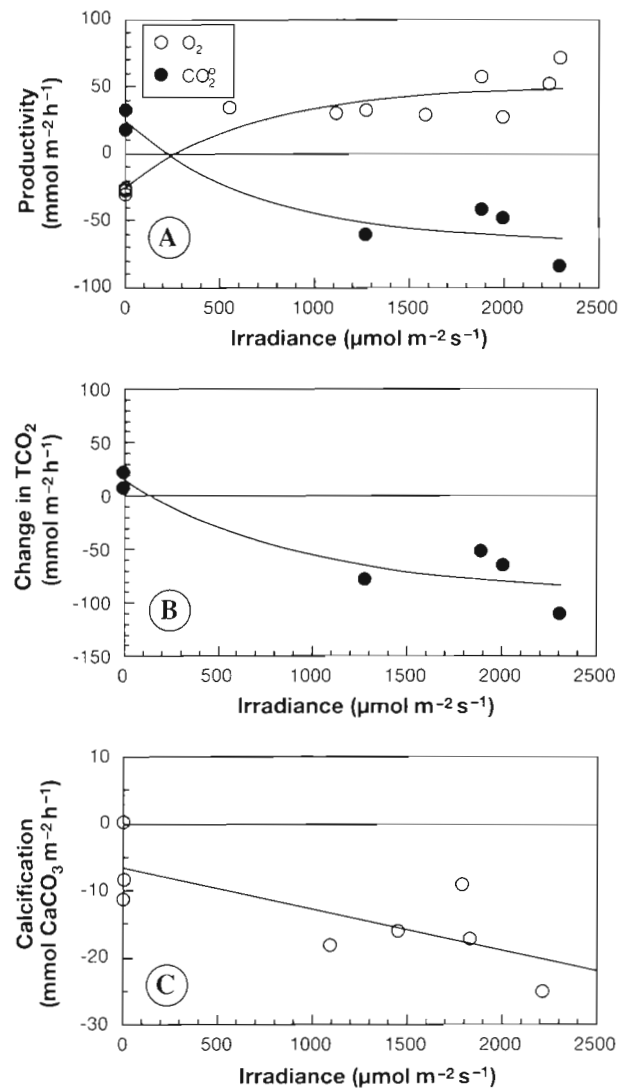 100
50
0
-50
-100
Productivity
(mmol m⁻² h⁻¹)
○ O₂
● CO₂⁰
A
0 500 1000 1500 2000 2500
Irradiance (µmol m⁻² s⁻¹)
100
50
0
-50
-100
-150
Change in TCO₂
(mmol m⁻² h⁻¹)
B
0 500 1000 1500 2000 2500
Irradiance (µmol m⁻² s⁻¹)
10
0
-10
-20
-30
Calcification
(mmol CaCO₃ m⁻² h⁻¹)
C
0 500 1000 1500 2000 2500
Irradiance (µmol m⁻² s⁻¹)